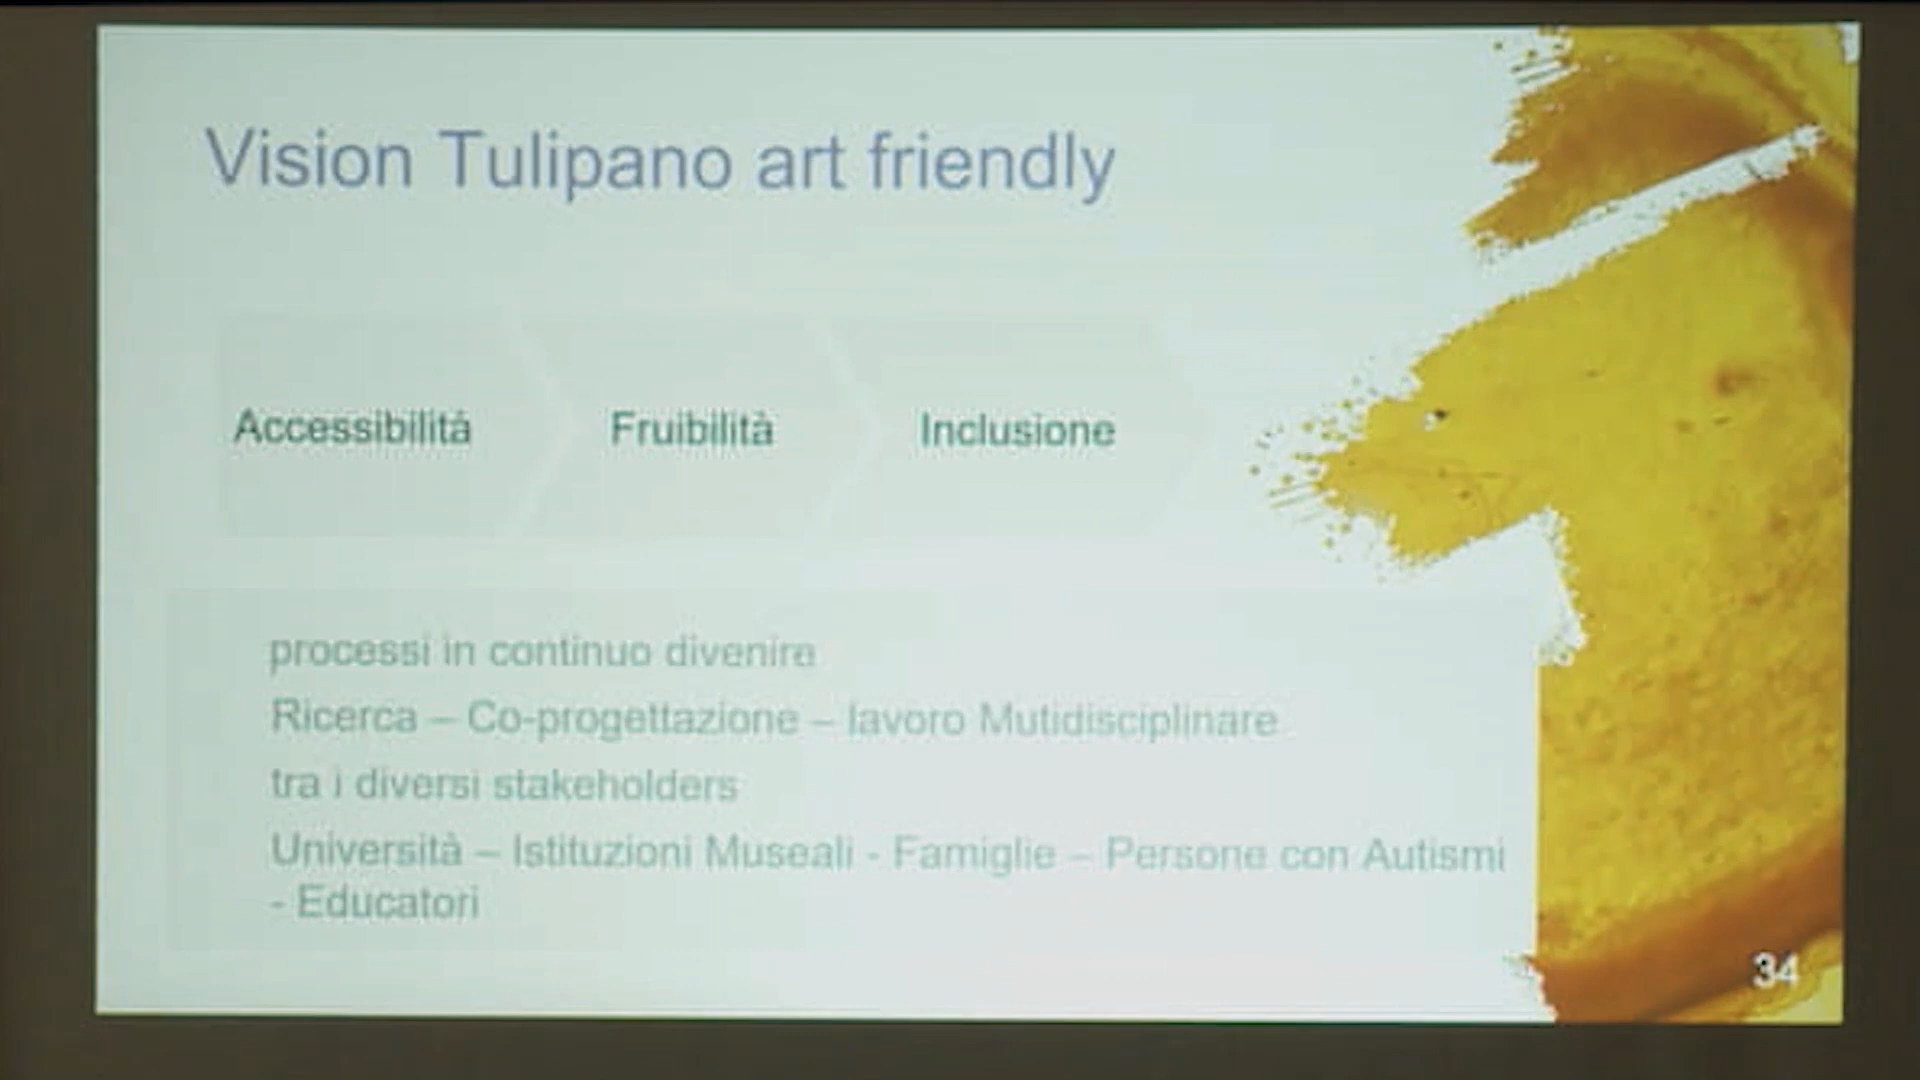 Vision Tulipano art friendly
Accessibilità
Fruibilità
Inclusione
processi in continuo divenire
Ricerca – Co-progettazione – lavoro Mutidisciplinare
tra i diversi stakeholders
Università – Istituzioni Museali - Famiglie – Persone con Autismi
- Educatori
34